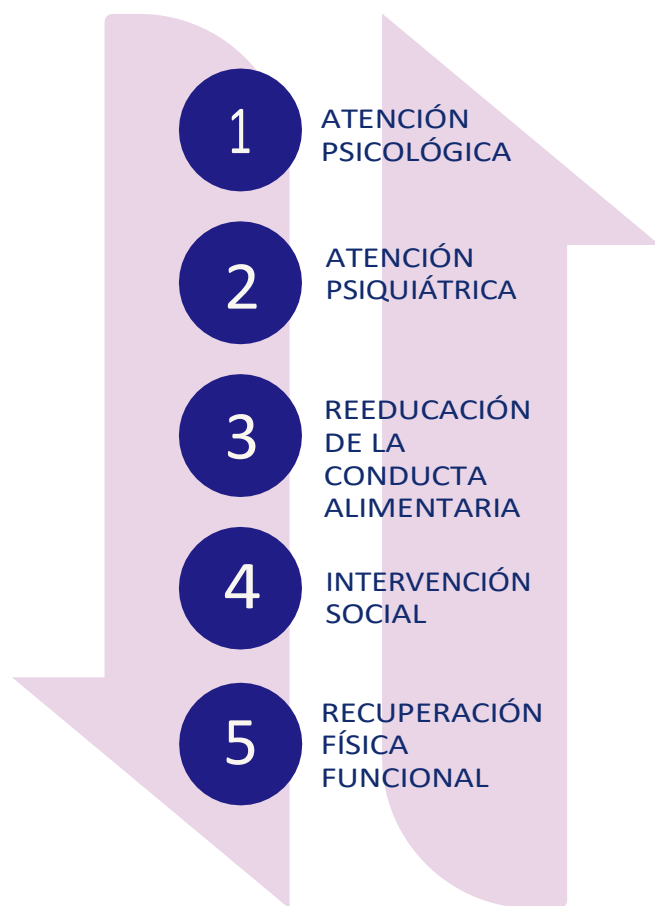 1
ATENCIÓN
PSICOLÓGICA
2
ATENCIÓN
PSIQUIÁTRICA
3
REEDUCACIÓN
DE LA
CONDUCTA
ALIMENTARIA
4
INTERVENCIÓN
SOCIAL
5
RECUPERACIÓN
FÍSICA
FUNCIONAL